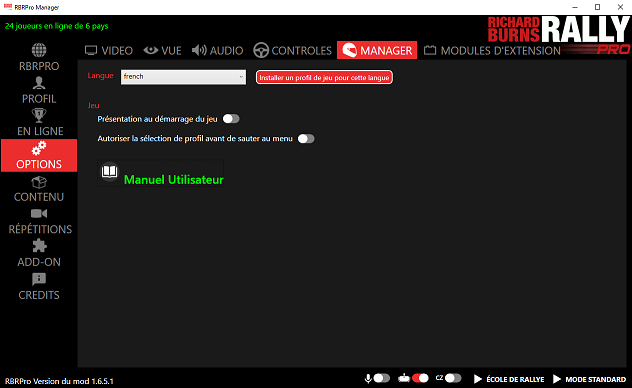 RBRPro Manager
24 joueurs en ligne de 6 pays
RICHARD BURNS RALLY PRO
VIDEO VUE AUDIO CONTROLES MANAGER MODULES D'EXTENSION
RBRPRO
PROFIL
EN LIGNE
OPTIONS
CONTENU
RÉPÉTITIONS
ADD-ON
CREDITS
Langue french Installer un profil de jeu pour cette langue
Jeu
Présentation au démarrage du jeu
Autoriser la sélection de profil avant de sauter au menu
Manuel Utilisateur
RBRPro Version du mod 1.6.5.1 CZ ÉCOLE DE RALLYE MODE STANDARD